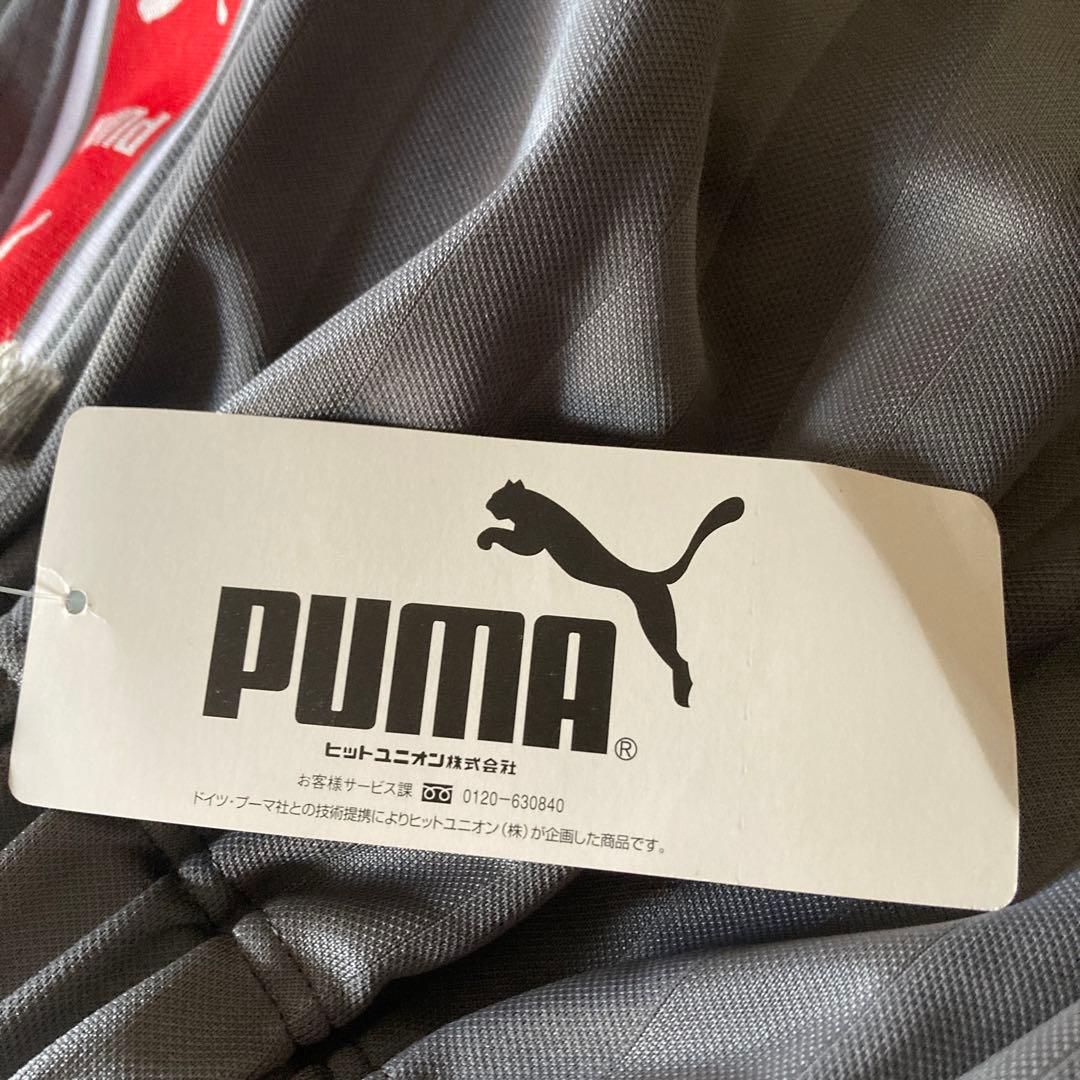 PUMA
PUMA®
ヒットユニオン株式会社
お客様サービス課 0120-630840
ドイツ・プーマ社との技術提携によりヒットユニオン(株)が企画した商品です。